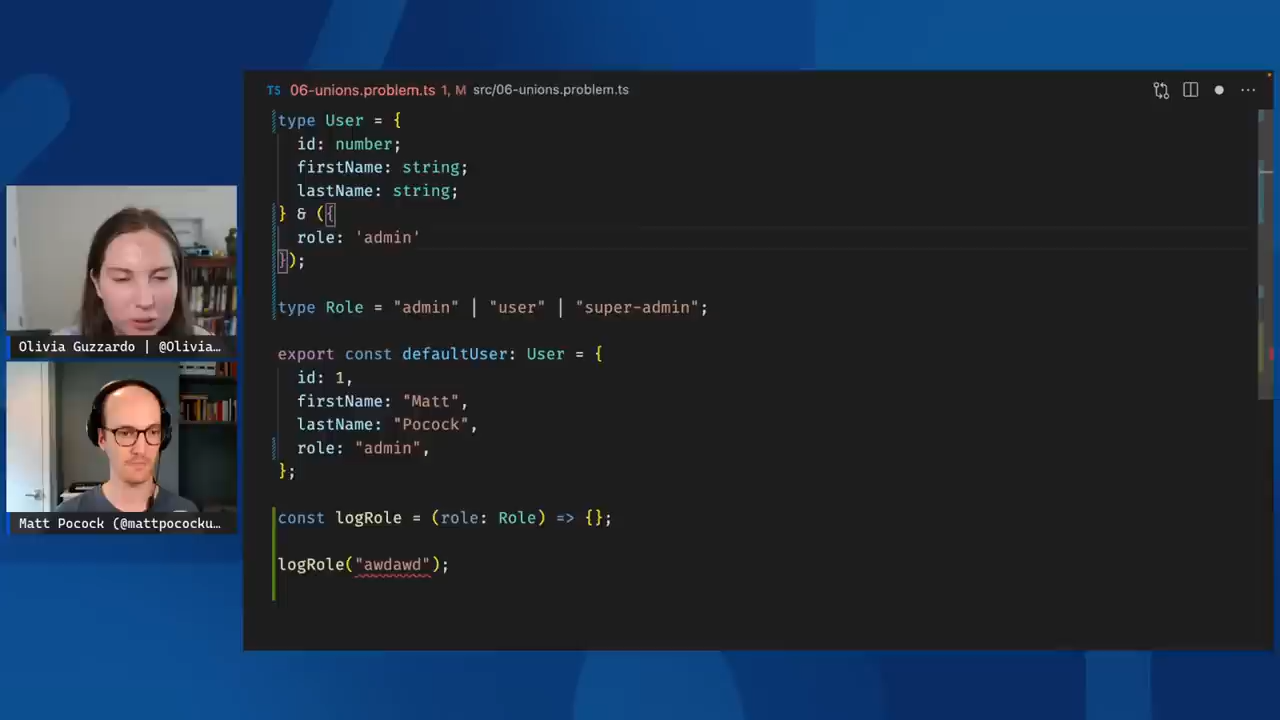 TS 06-unions.problem.ts 1, M src/06-unions.problem.ts
type User = {
id: number;
firstName: string;
lastName: string;
} & ({
role: 'admin'
});
type Role = "admin" | "user" | "super-admin";
export const defaultUser: User = {
id: 1,
firstName: "Matt",
lastName: "Pocock",
role: "admin",
};
const logRole = (role: Role) => {};
logRole("awdawd");
Olivia Guzzardo | @Olivia…
Matt Pocock (@mattpococku…